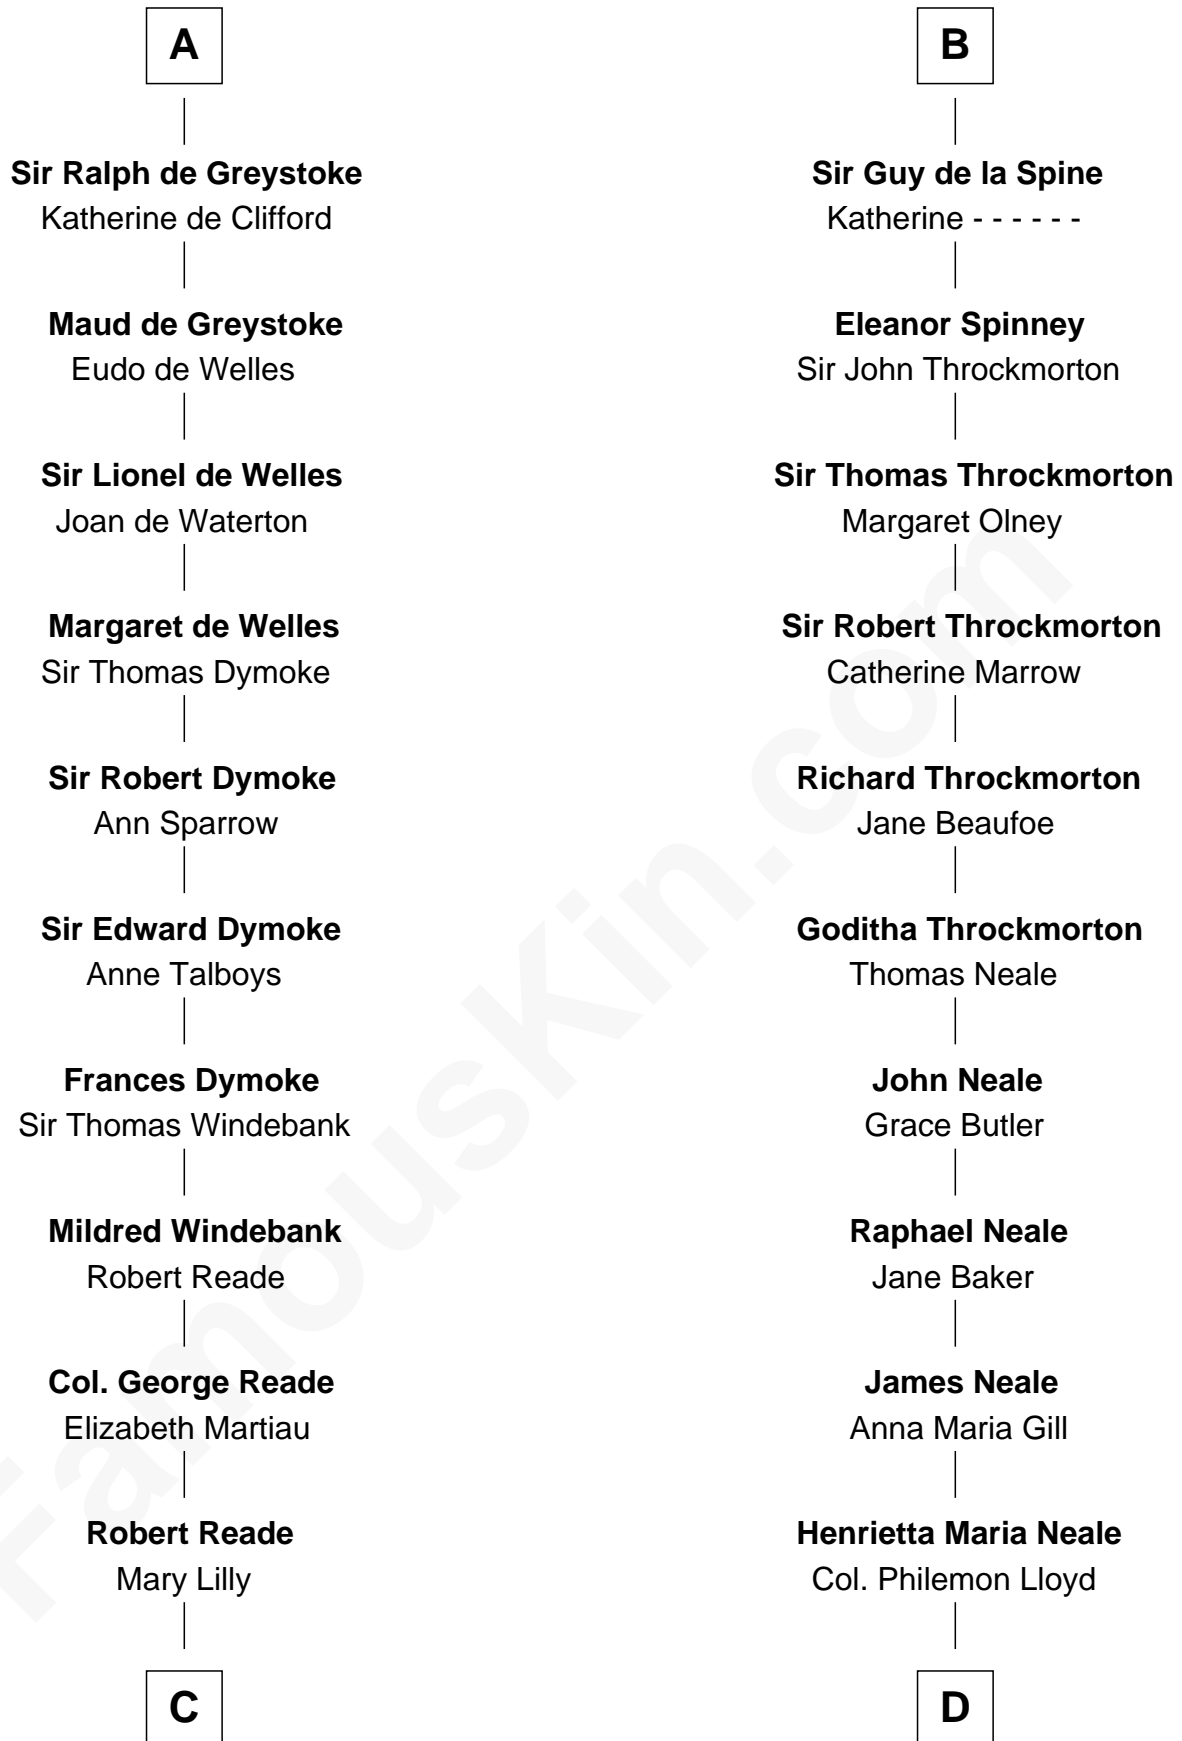 A
Sir Ralph de Greystoke
Katherine de Clifford
Maud de Greystoke
Eudo de Welles
Sir Lionel de Welles
Joan de Waterton
Margaret de Welles
Sir Thomas Dymoke
Sir Robert Dymoke
Ann Sparrow
Sir Edward Dymoke
Anne Talboys
Frances Dymoke
Sir Thomas Windebank
Mildred Windebank
Robert Reade
Col. George Reade
Elizabeth Martiau
Robert Reade
Mary Lilly
C
B
Sir Guy de la Spine
Katherine - - - - - -
Eleanor Spinney
Sir John Throckmorton
Sir Thomas Throckmorton
Margaret Olney
Sir Robert Throckmorton
Catherine Marrow
Richard Throckmorton
Jane Beaufoe
Goditha Throckmorton
Thomas Neale
John Neale
Grace Butler
Raphael Neale
Jane Baker
James Neale
Anna Maria Gill
Henrietta Maria Neale
Col. Philemon Lloyd
D
FamousKin.com